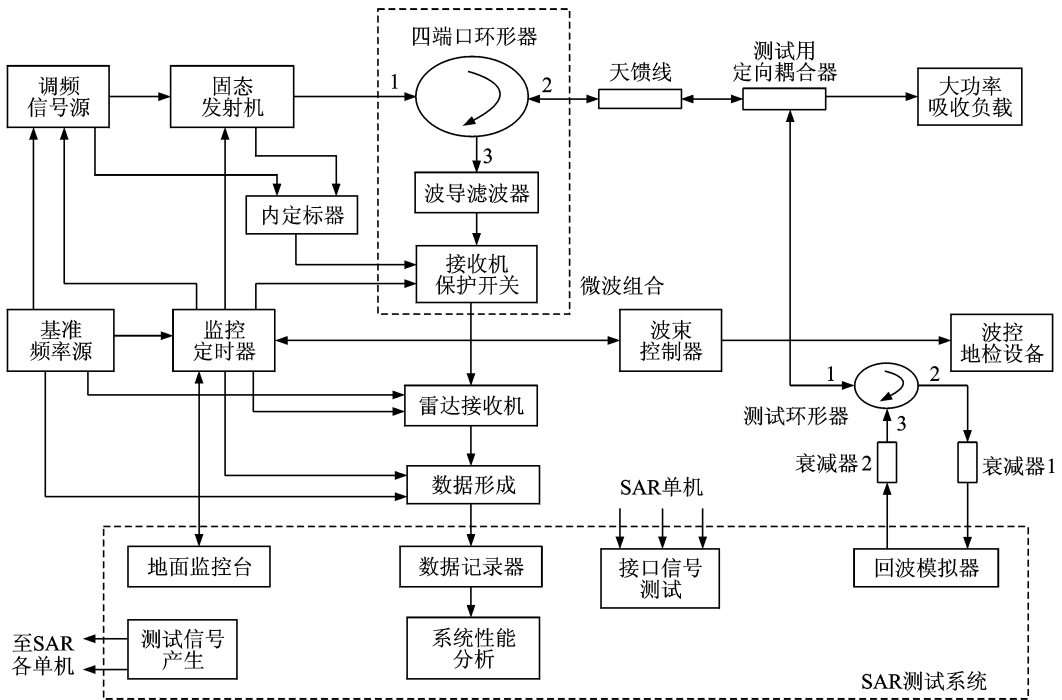 四端口环形器
1
2
3
天馈线
测试用
定向耦合器
大功率
吸收负载
调频
信号源
固态
发射机
波导滤波器
内定标器
接收机
保护开关
微波组合
基准
频率源
监控
定时器
波束
控制器
波控
地检设备
雷达接收机
1
2
3
测试环形器
衰减器2
衰减器1
数据形成
SAR单机
地面监控台
数据记录器
接口信号
测试
回波模拟器
至SAR
各单机
测试信号
产生
系统性能
分析
SAR测试系统